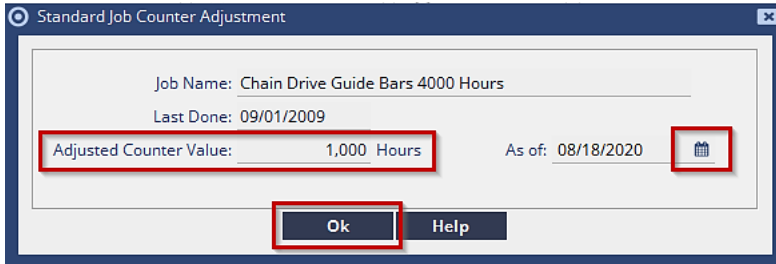 Standard Job Counter Adjustment
Job Name: Chain Drive Guide Bars 4000 Hours
Last Done: 09/01/2009
Adjusted Counter Value: 1,000 Hours As of: 08/18/2020
Ok Help